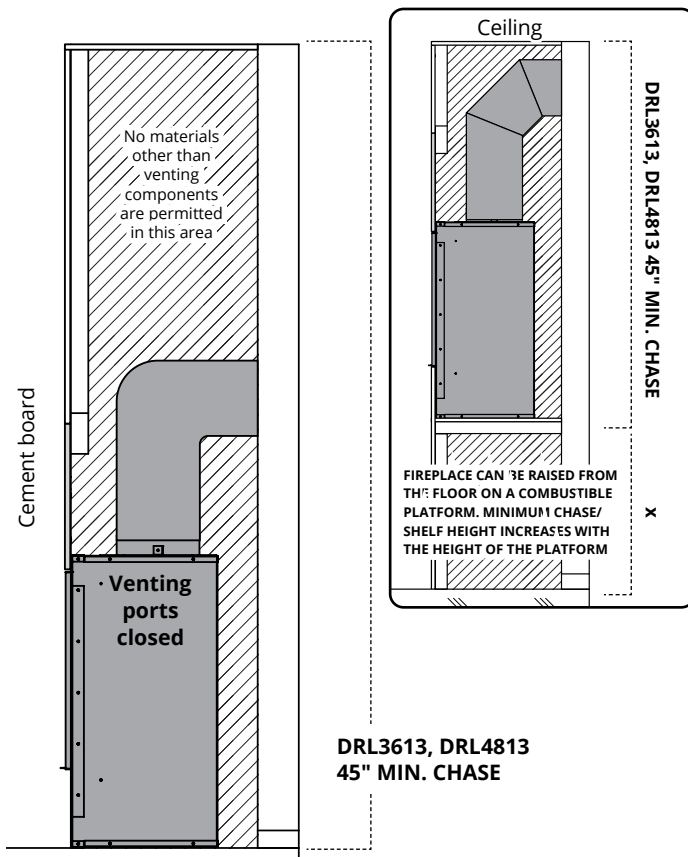 No materials
other than
venting
components
are permitted
in this area
Cement board
Venting
ports
closed
DRL3613, DRL4813
45" MIN. CHASE
Ceiling
DRL3613, DRL4813 45" MIN. CHASE
FIREPLACE CAN BE RAISED FROM
THE FLOOR ON A COMBUSTIBLE
PLATFORM. MINIMUM CHASE/
SHELF HEIGHT INCREASES WITH
THE HEIGHT OF THE PLATFORM
x